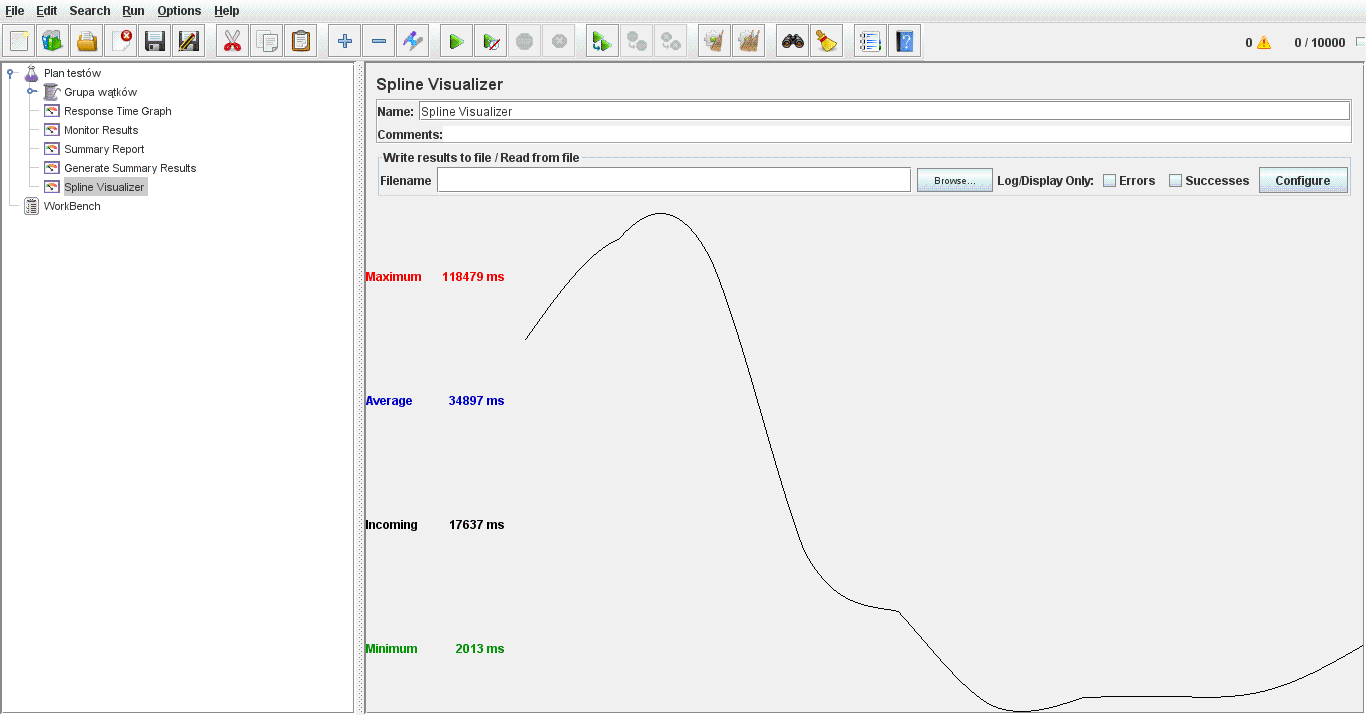 File Edit Search Run Options Help
0 0 / 10000
Plan testów
Grupa wątków
Response Time Graph
Monitor Results
Summary Report
Generate Summary Results
Spline Visualizer
WorkBench
Spline Visualizer
Name: Spline Visualizer
Comments:
Write results to file / Read from file
Filename Browse... Log/Display Only: Errors Successes Configure
Maximum 118479 ms
Average 34897 ms
Incoming 17637 ms
Minimum 2013 ms